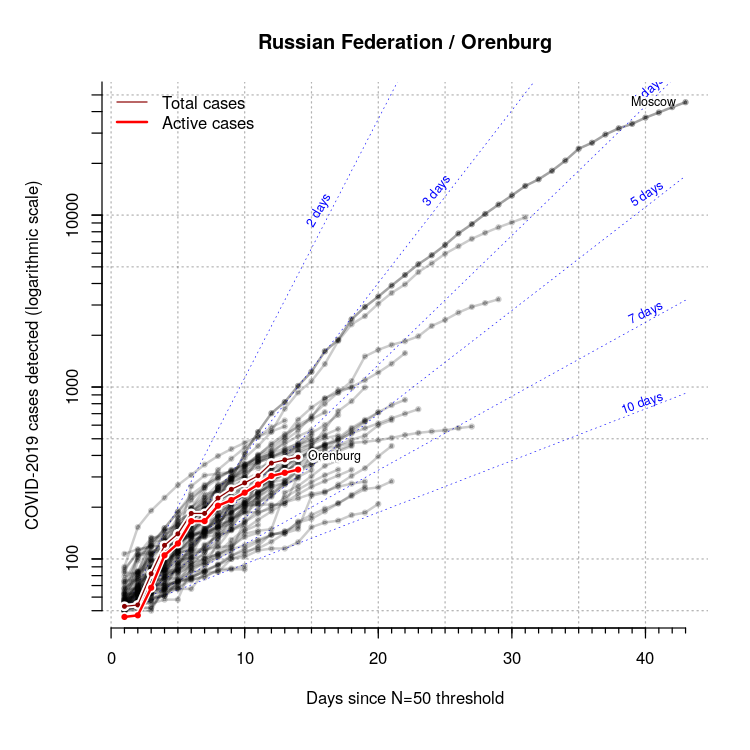 Russian Federation / Orenburg
Total cases
Active cases
2 days
3 days
days
Moscow
5 days
7 days
10 days
Orenburg
COVID-2019 cases detected (logarithmic scale)
10000
1000
100
0 10 20 30 40
Days since N=50 threshold